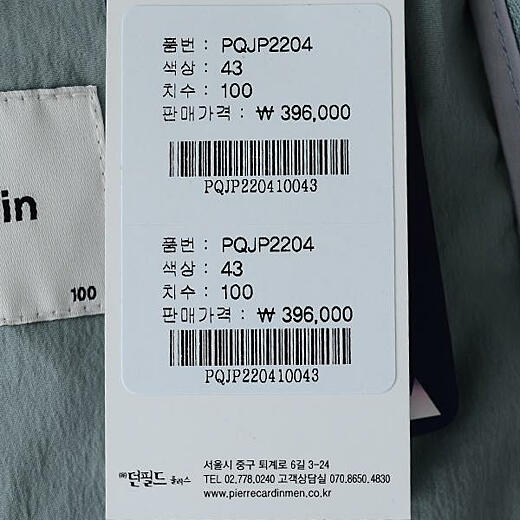 품번 : PQJP2204
색상 : 43
치수 : 100
판매가격 : ₩ 396,000
PQJP220410043
품번 : PQJP2204
색상 : 43
치수 : 100
판매가격 : ₩ 396,000
PQJP220410043
in
100
㈜던필드 플러스
서울시 중구 퇴계로 6길 3-24
TEL 02.778.0240 고객상담실 070.8650.4830
www.pierrecardinmen.co.kr